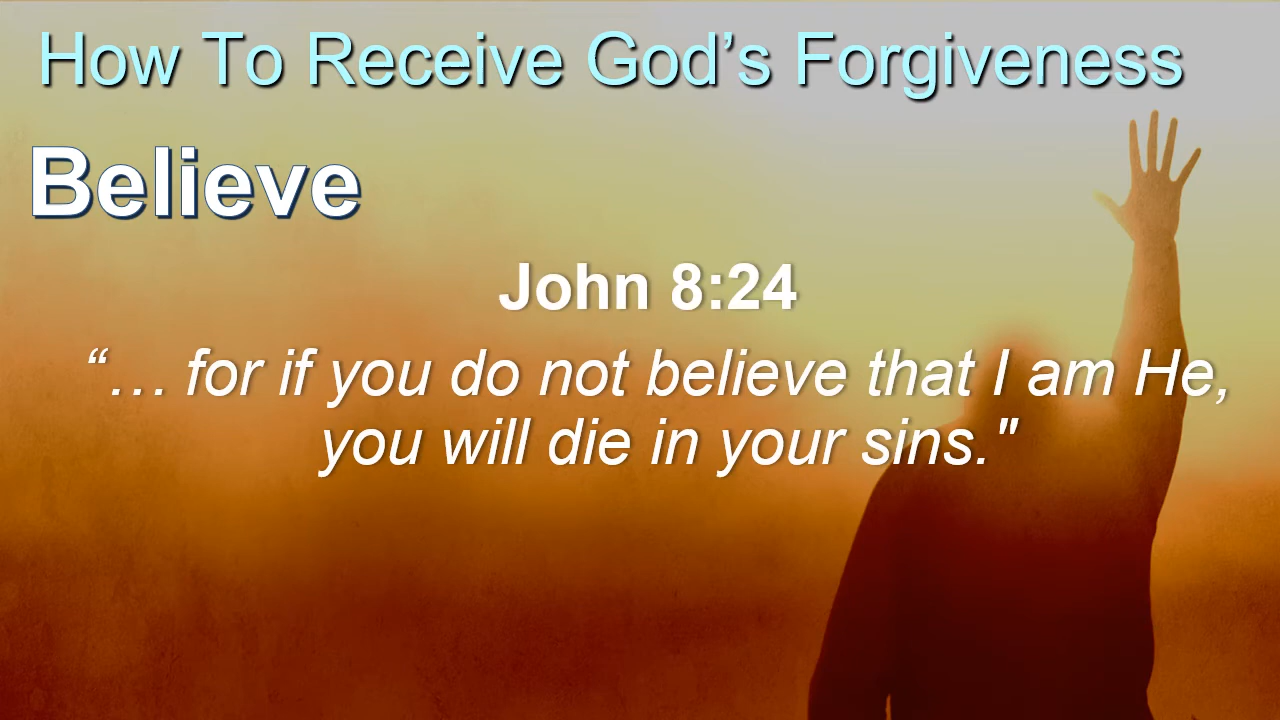 How To Receive God’s Forgiveness
Believe
John 8:24
“… for if you do not believe that I am He,
you will die in your sins."